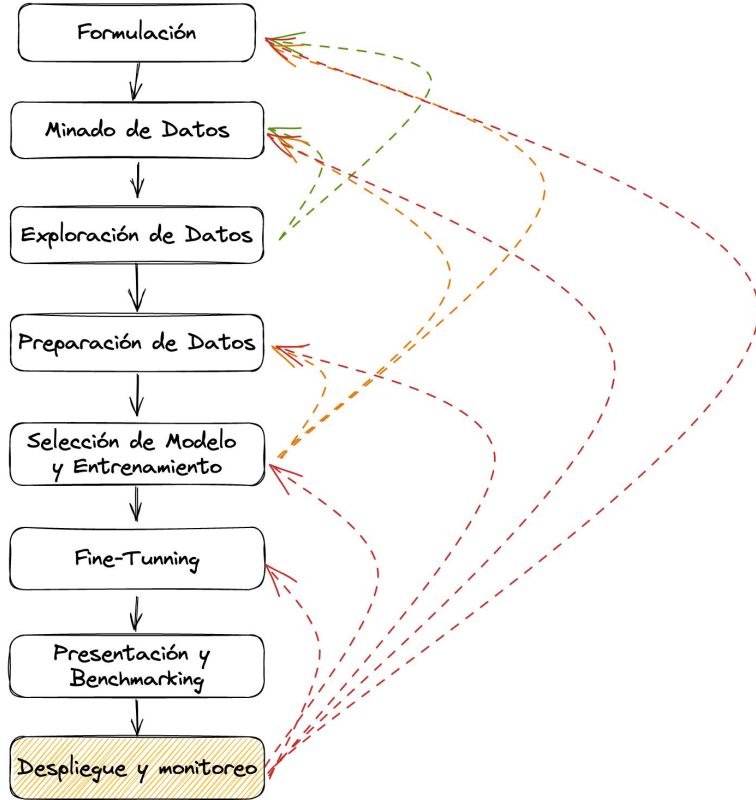 Formulación
Minado de Datos
Exploración de Datos
Preparación de Datos
Selección de Modelo
y Entrenamiento
Fine-Tunning
Presentación y
Benchmarking
Despliegue y monitoreo